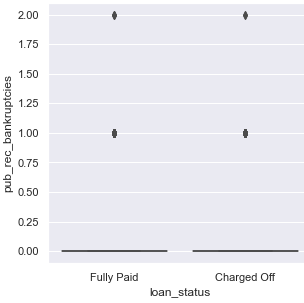 2.00
1.75
1.50
1.25
1.00
0.75
0.50
0.25
0.00
pub_rec_bankruptcies
Fully Paid
Charged Off
loan_status